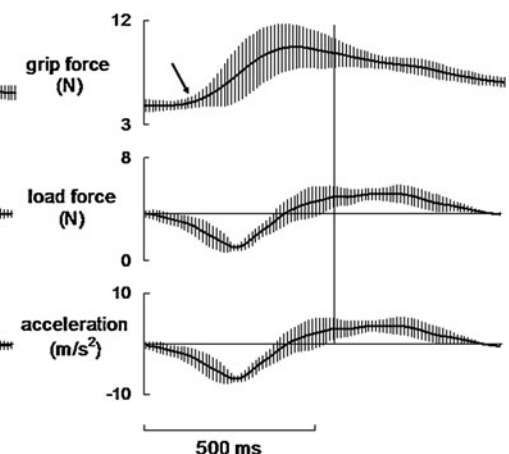 12
grip force
(N)
3
8
load force
(N)
0
10
acceleration
(m/s²)
-10
500 ms